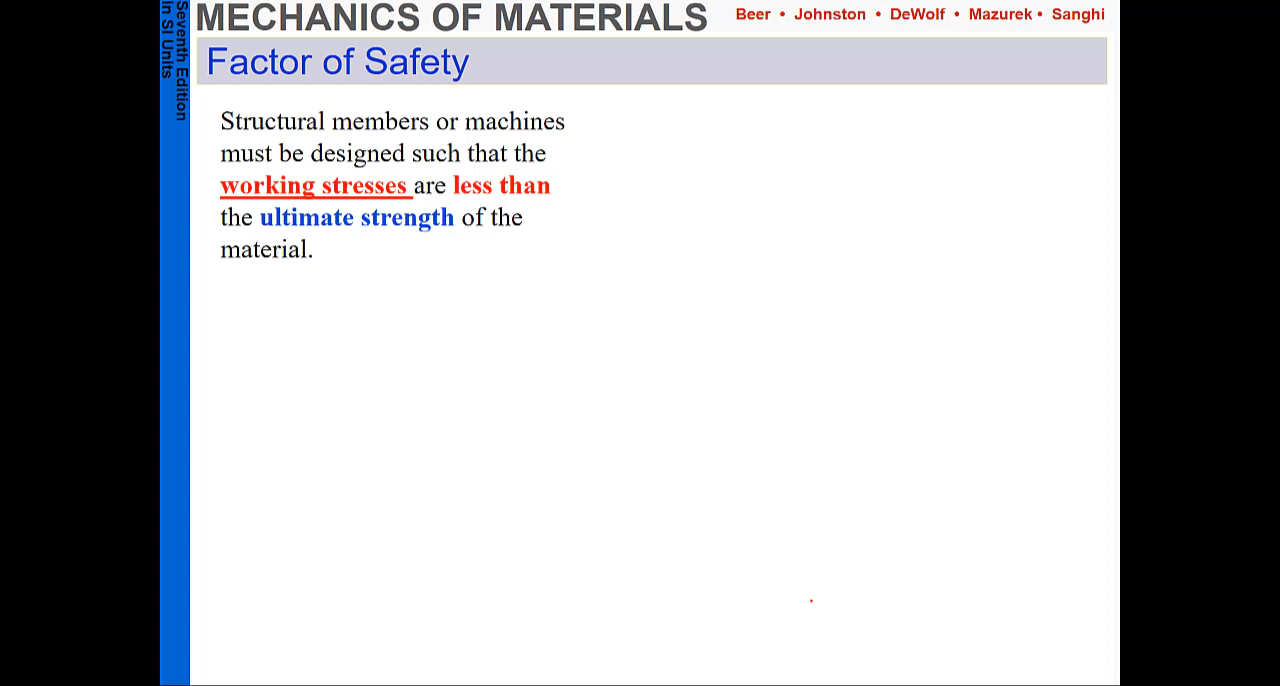 MECHANICS OF MATERIALS
Beer • Johnston • DeWolf • Mazurek • Sanghi
Seventh Edition
in SI Units
Factor of Safety
Structural members or machines
must be designed such that the
working stresses are less than
the ultimate strength of the
material.